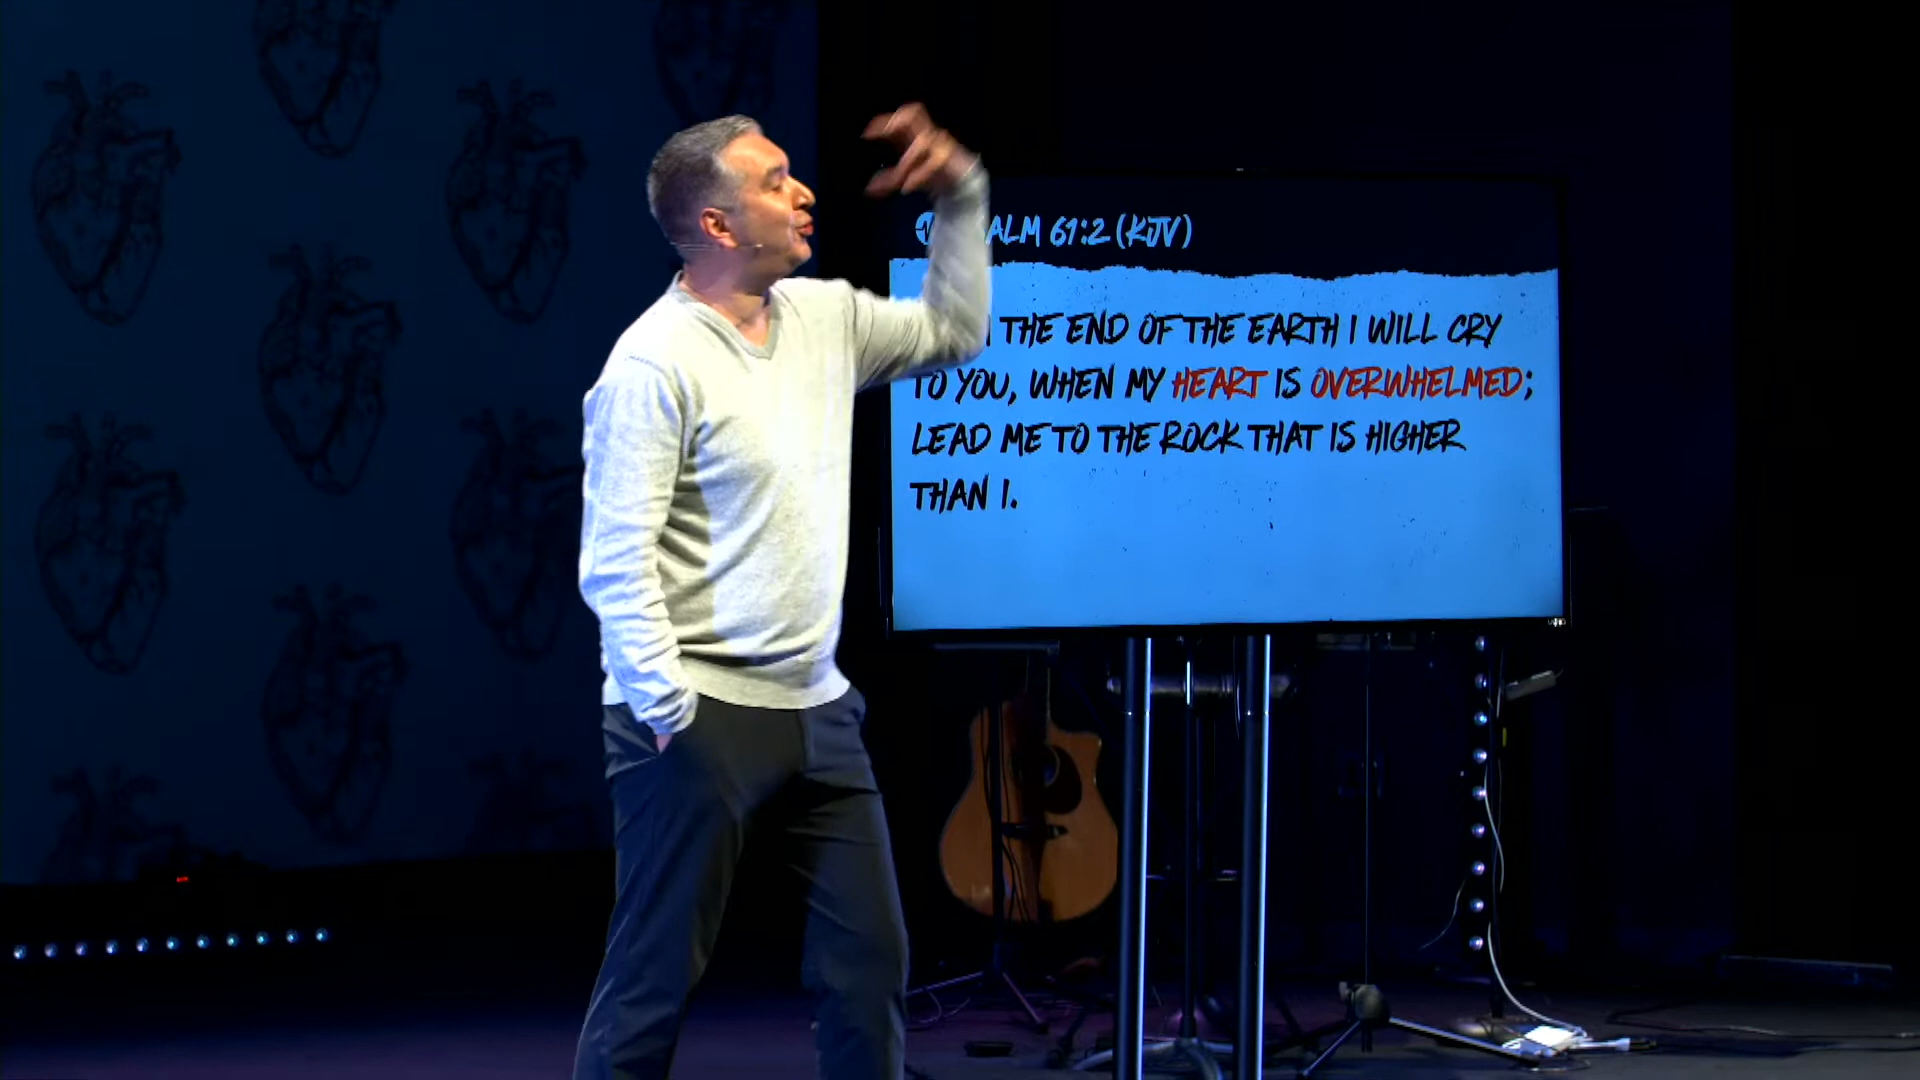 ALM 61:2 (KJV)
THE END OF THE EARTH I WILL CRY
TO YOU, WHEN MY HEART IS OVERWHELMED;
LEAD ME TO THE ROCK THAT IS HIGHER
THAN I.